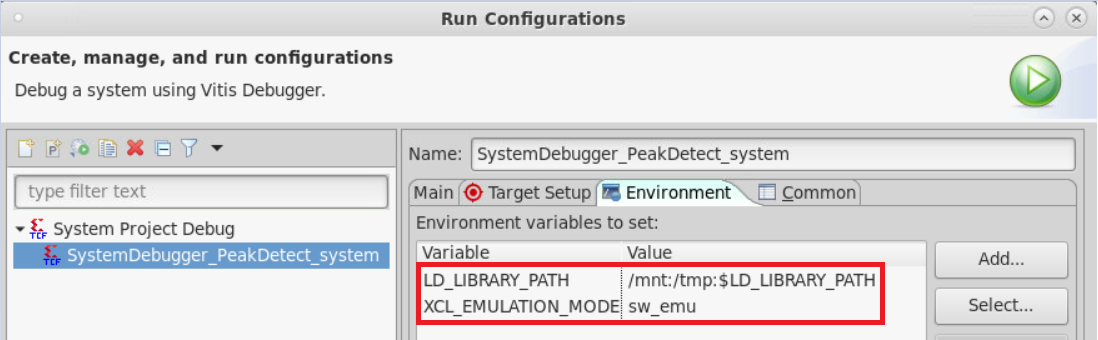 Run Configurations
Create, manage, and run configurations
Debug a system using Vitis Debugger.
Name: SystemDebugger_PeakDetect_system
type filter text
Main Target Setup Environment Common
System Project Debug
TCF
SystemDebugger_PeakDetect_system
TCF
Environment variables to set:
Variable Value
LD_LIBRARY_PATH /mnt:/tmp:$LD_LIBRARY_PATH
XCL_EMULATION_MODE sw_emu
Add...
Select...